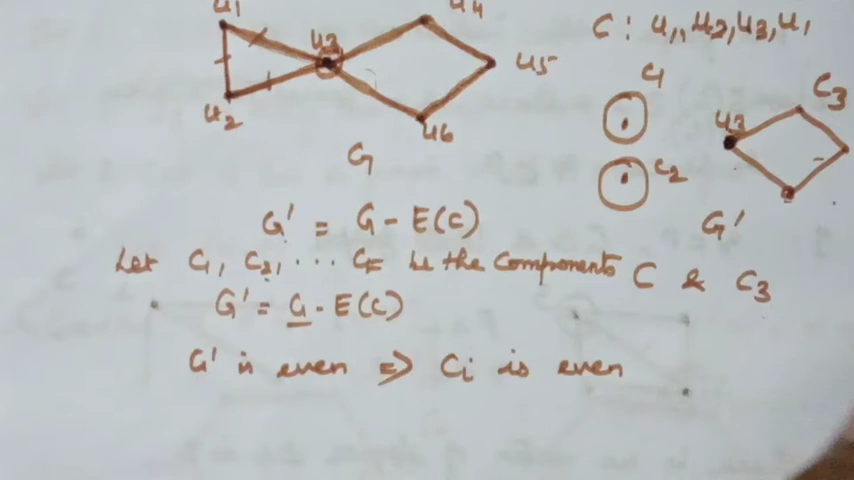 u1
u4
C : u1, u2, u3, u1
u3
u5
C1
C3
u2
u6
u3
C2
G
G'
G' = G - E(C)
Let C1, C2, ... Ck be the Components C & C3
G' = G - E(C)
G' is even => Ci is even